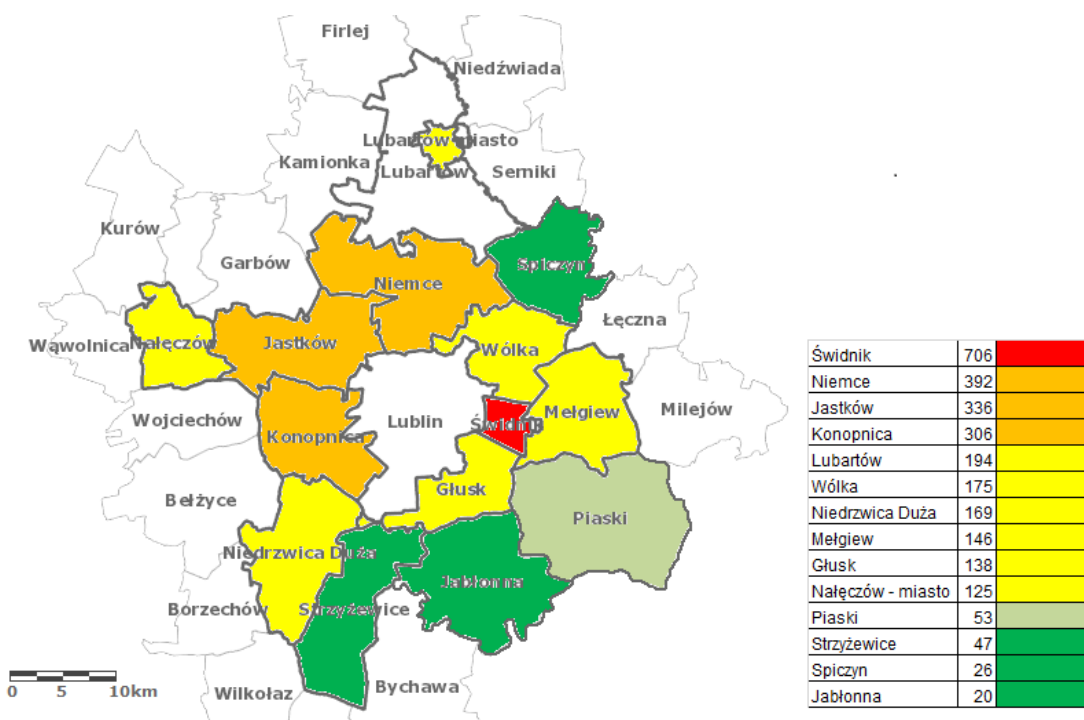 Firlej
Niedźwiada
Lubartów miasto
Kamionka
Lubartów
Serniki
Kurów
Garbów
Spiczyn
Niemce
Łęczna
Wąwolnica
Nałęczów
Jastków
Wólka
Wojciechów
Lublin
Świdnik
Mełgiew
Milejów
Konopnica
Bełżyce
Głusk
Piaski
Niedrzwica Duża
Jabłonna
Borzechów
Strzyżewice
Wilkołaz
Bychawa
0 5 10km
Świdnik 706
Niemce 392
Jastków 336
Konopnica 306
Lubartów 194
Wólka 175
Niedrzwica Duża 169
Mełgiew 146
Głusk 138
Nałęczów - miasto 125
Piaski 53
Strzyżewice 47
Spiczyn 26
Jabłonna 20